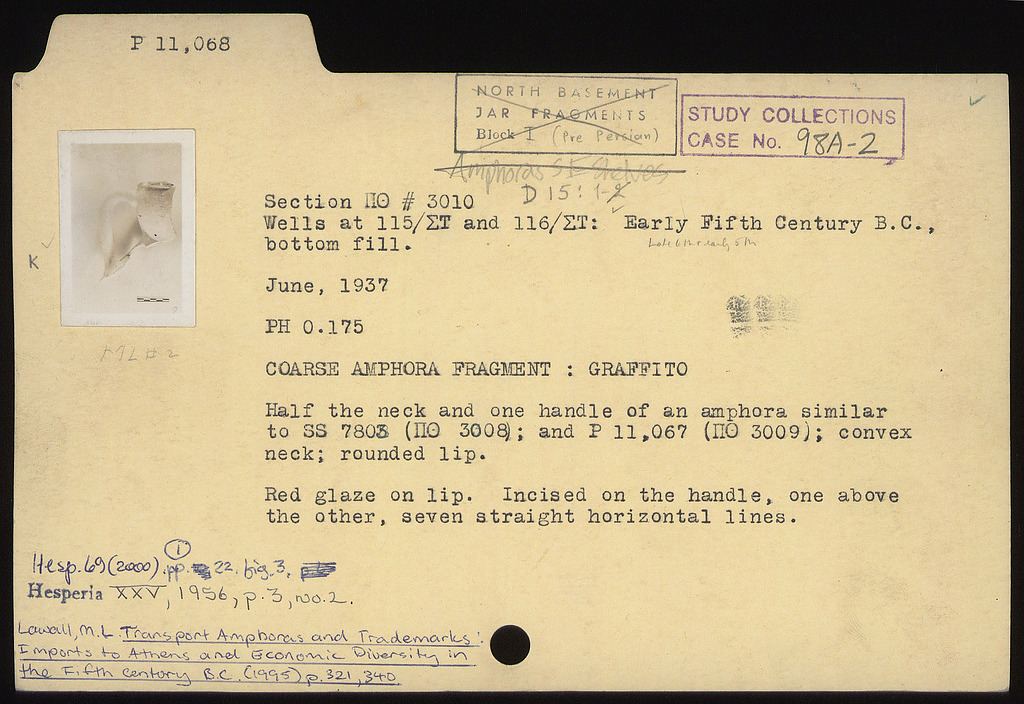 P 11,068
NORTH BASEMENT
JAR FRAGMENTS
Block I (Pre Persian)
STUDY COLLECTIONS
CASE No. 98A-2
Amphoras SE Shelves
D 15: 1-2
Section ΠΘ # 3010
Wells at 115/ΣΤ and 116/ΣΤ: Early Fifth Century B.C.,
bottom fill.
K
June, 1937
PH 0.175
COARSE AMPHORA FRAGMENT : GRAFFITO
Half the neck and one handle of an amphora similar
to SS 7803 (ΠΘ 3008); and P 11,067 (ΠΘ 3009); convex
neck; rounded lip.
Red glaze on lip. Incised on the handle, one above
the other, seven straight horizontal lines.
Hesp. 69 (2000) 1 pp. 22, fig. 3,
Hesperia XXV, 1956, p. 3, no. 2.
Lawall, M.L. Transport Amphoras and Trademarks:
Imports to Athens and Economic Diversity in
the Fifth Century B.C. (1995) p. 321, 340.